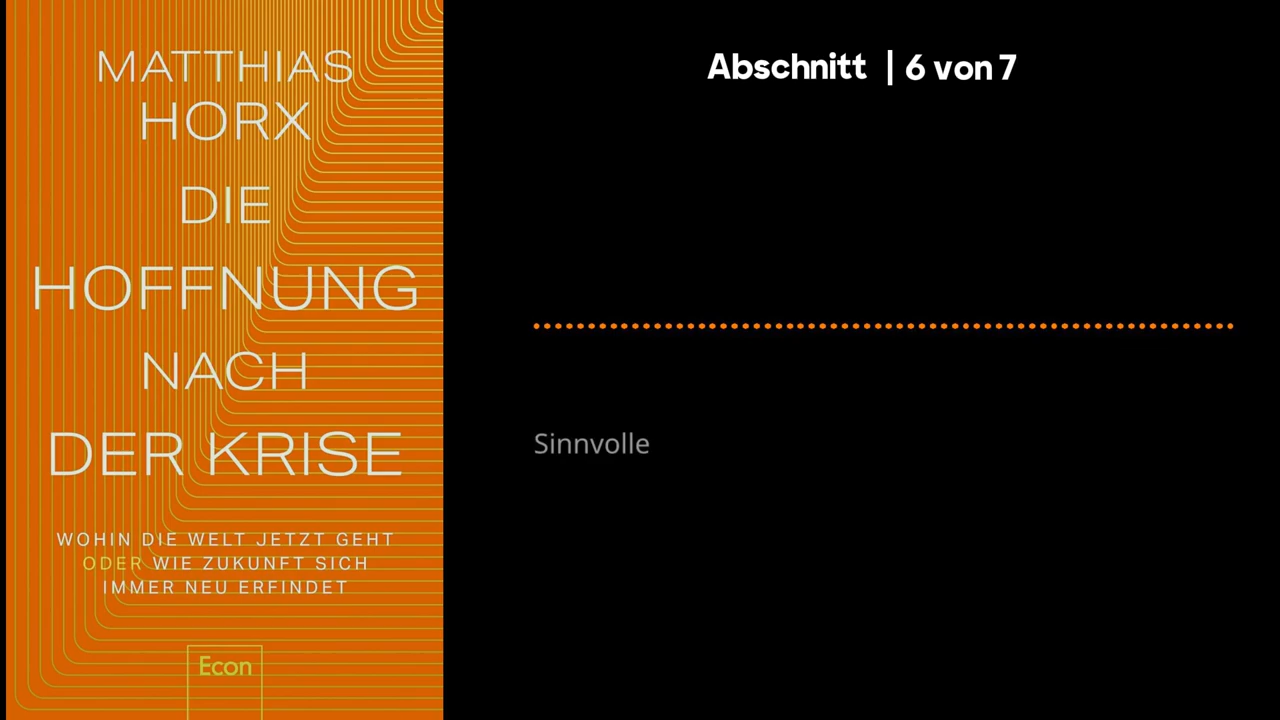 MATTHIAS
HORX
DIE
HOFFNUNG
NACH
DER KRISE
WOHIN DIE WELT JETZT GEHT
ODER WIE ZUKUNFT SICH
IMMER NEU ERFINDET
Econ
Abschnitt | 6 von 7
Sinnvolle